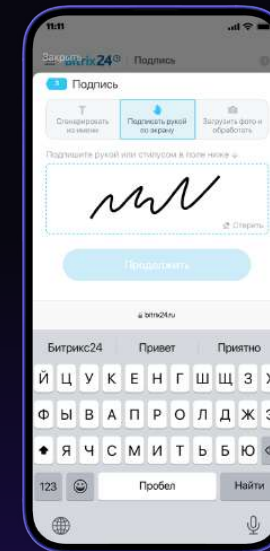 11:11
Закрыть
Битрикс24
Подпись
Подпись
Сгенерировать
из имени
Подписать рукой
по экрану
Загрузить фото и
обработать
Подпишите рукой или стилусом в поле ниже
Стереть
Продолжить
bitrix24.ru
Битрикс24 Привет Приятно
Й Ц У К Е Н Г Ш Щ З Х
Ф Ы В А П Р О Л Д Ж Э
Я Ч С М И Т Ь Б Ю
123 Пробел Найти